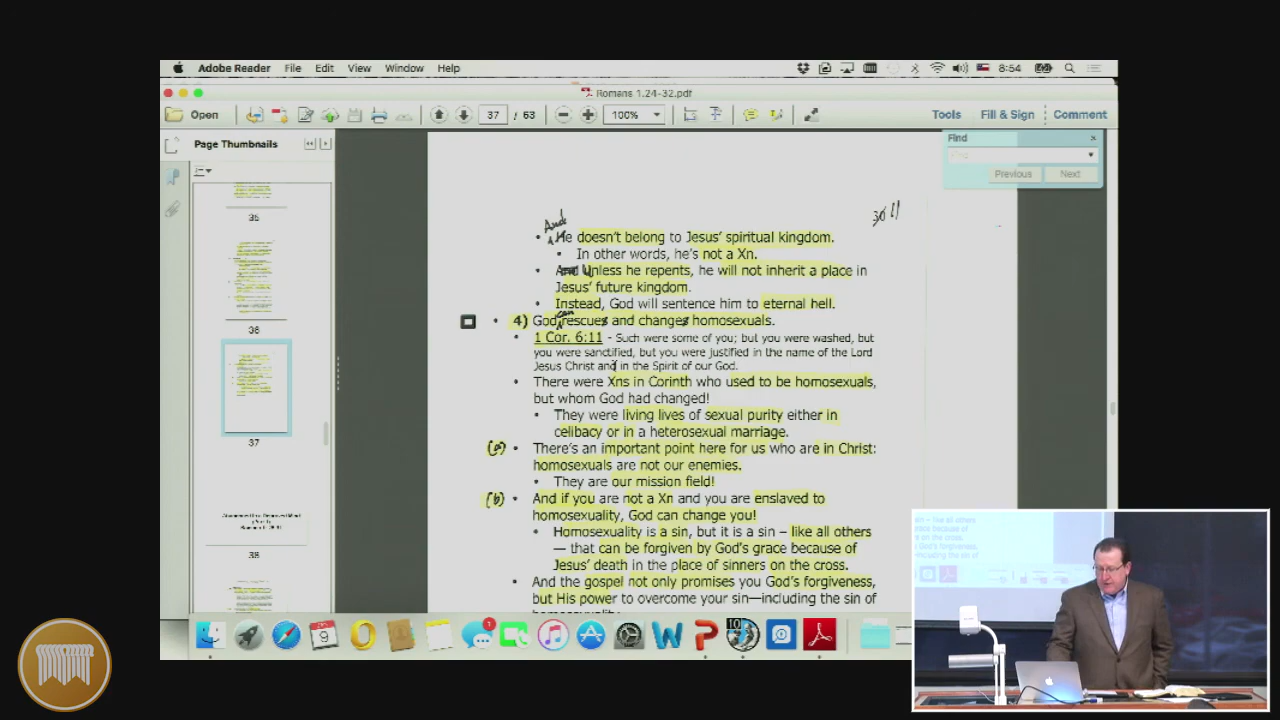 Adobe Reader File Edit View Window Help 8:54
Romans 1.24-32.pdf
Open 37 / 63 100% Tools Fill & Sign Comment
Page Thumbnails
Find
Previous Next
35
36
37
38
And
30 11
• He doesn't belong to Jesus' spiritual kingdom.
• In other words, he's not a Xn.
And Unless he repents, he will not inherit a place in
Jesus' future kingdom.
Instead, God will sentence him to eternal hell.
can
• 4) God rescues and changes homosexuals.
• 1 Cor. 6:11 - Such were some of you; but you were washed, but
you were sanctified, but you were justified in the name of the Lord
Jesus Christ and in the Spirit of our God.
• There were Xns in Corinth who used to be homosexuals,
but whom God had changed!
• They were living lives of sexual purity either in
celibacy or in a heterosexual marriage.
(a) • There's an important point here for us who are in Christ:
homosexuals are not our enemies.
• They are our mission field!
(b) • And if you are not a Xn and you are enslaved to
homosexuality, God can change you!
• Homosexuality is a sin, but it is a sin – like all others
— that can be forgiven by God's grace because of
Jesus' death in the place of sinners on the cross.
• And the gospel not only promises you God's forgiveness,
but His power to overcome your sin—including the sin of